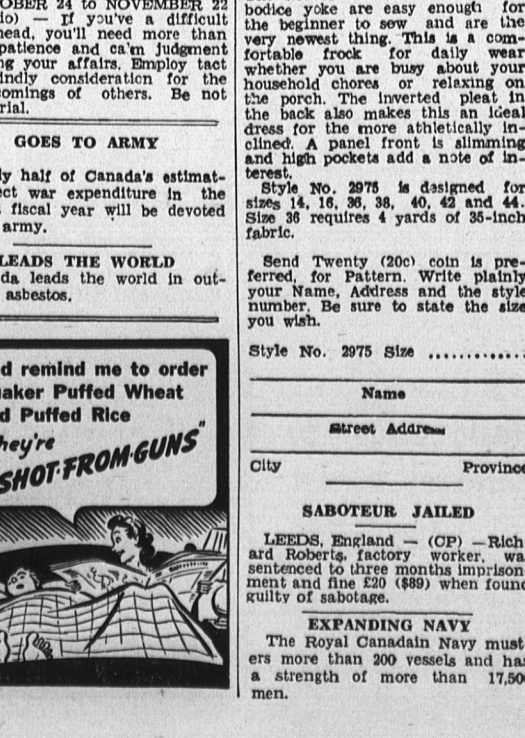 OBER 24 to NOVEMBER 22
io) — If you've a difficult
head, you'll need more than
patience and ca'm judgment
ng your affairs. Employ tact
indly consideration for the
comings of others. Be not
rial.
GOES TO ARMY
ly half of Canada's estimat-
ect war expenditure in the
fiscal year will be devoted
army.
LEADS THE WORLD
da leads the world in out-
asbestos.
d remind me to order
uaker Puffed Wheat
d Puffed Rice
hey're
SHOT-FROM-GUNS"
bodice yoke are easy enough for
the beginner to sew and are the
very newest thing. This is a com-
fortable frock for daily wear
whether you are busy about your
household chores or relaxing on
the porch. The inverted pleat in
the back also makes this an ideal
dress for the more athletically in-
clined. A panel front is slimming
and high pockets add a note of in-
terest.
Style No. 2975 is dasigned for
sizes 14, 16, 36, 38, 40, 42 and 44.
Size 36 requires 4 yards of 35-inch
fabric.
Send Twenty (20c) coin is pre-
ferred, for Pattern. Write plainly
your Name, Address and the style
number. Be sure to state the size
you wish.
Style No. 2975 Size ............
Name
Street Address
City Province
SABOTEUR JAILED
LEEDS, England — (CP) — Rich
ard Roberts, factory worker, wa
sentenced to three months imprison
ment and fine £20 ($89) when foun
guilty of sabotage.
EXPANDING NAVY
The Royal Canadain Navy must
ers more than 200 vessels and has
a strength of more than 17,500
men.